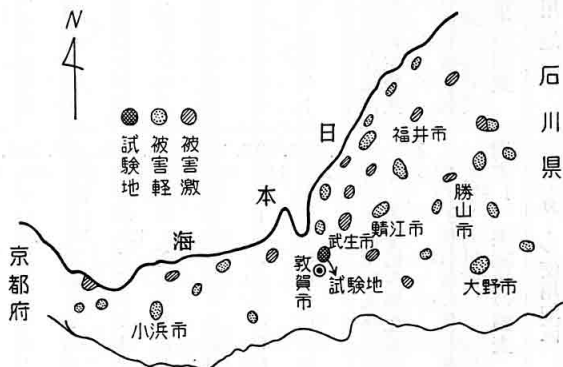 N
石川県
日本海
京都府
被害激
被害軽
試験地
福井市
勝山市
鯖江市
武生市
敦賀市
試験地
大野市
小浜市